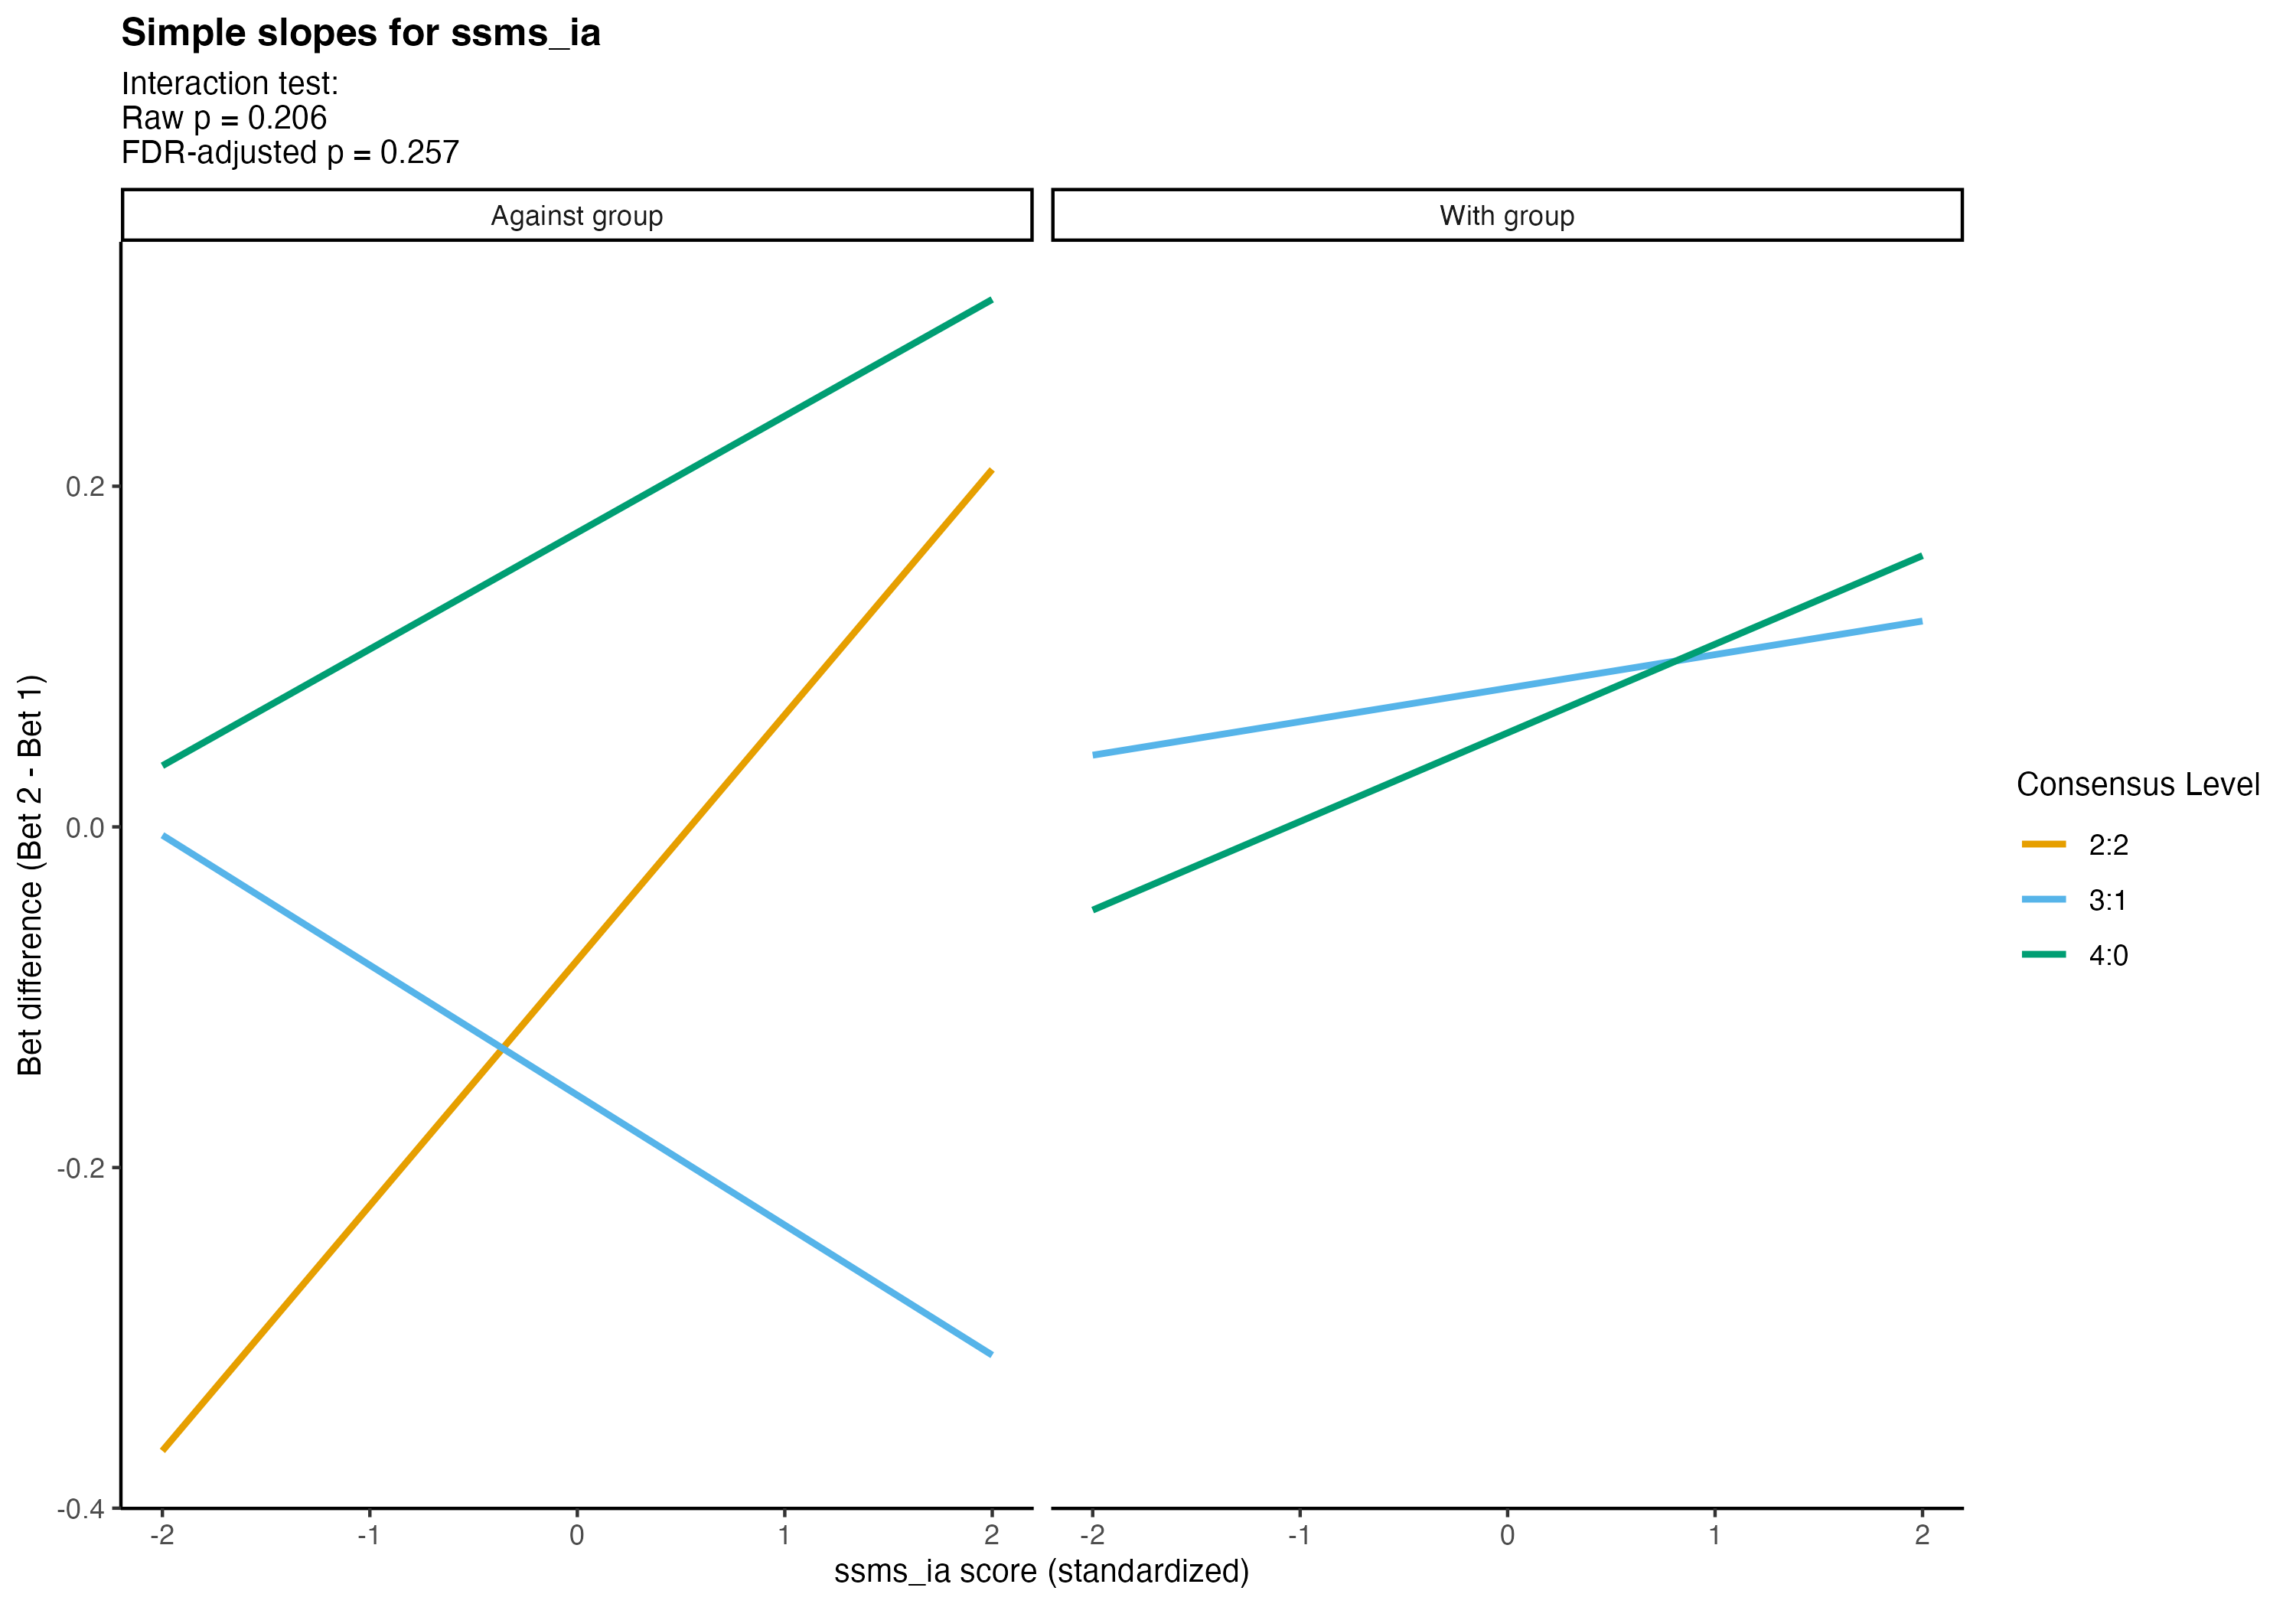 Simple slopes for ssms_ia
Interaction test:
Raw p = 0.206
FDR-adjusted p = 0.257
Against group
With group
Bet difference (Bet 2 - Bet 1)
0.2
0.0
-0.2
-0.4
-2 -1 0 1 2
-2 -1 0 1 2
ssms_ia score (standardized)
Consensus Level
2:2
3:1
4:0